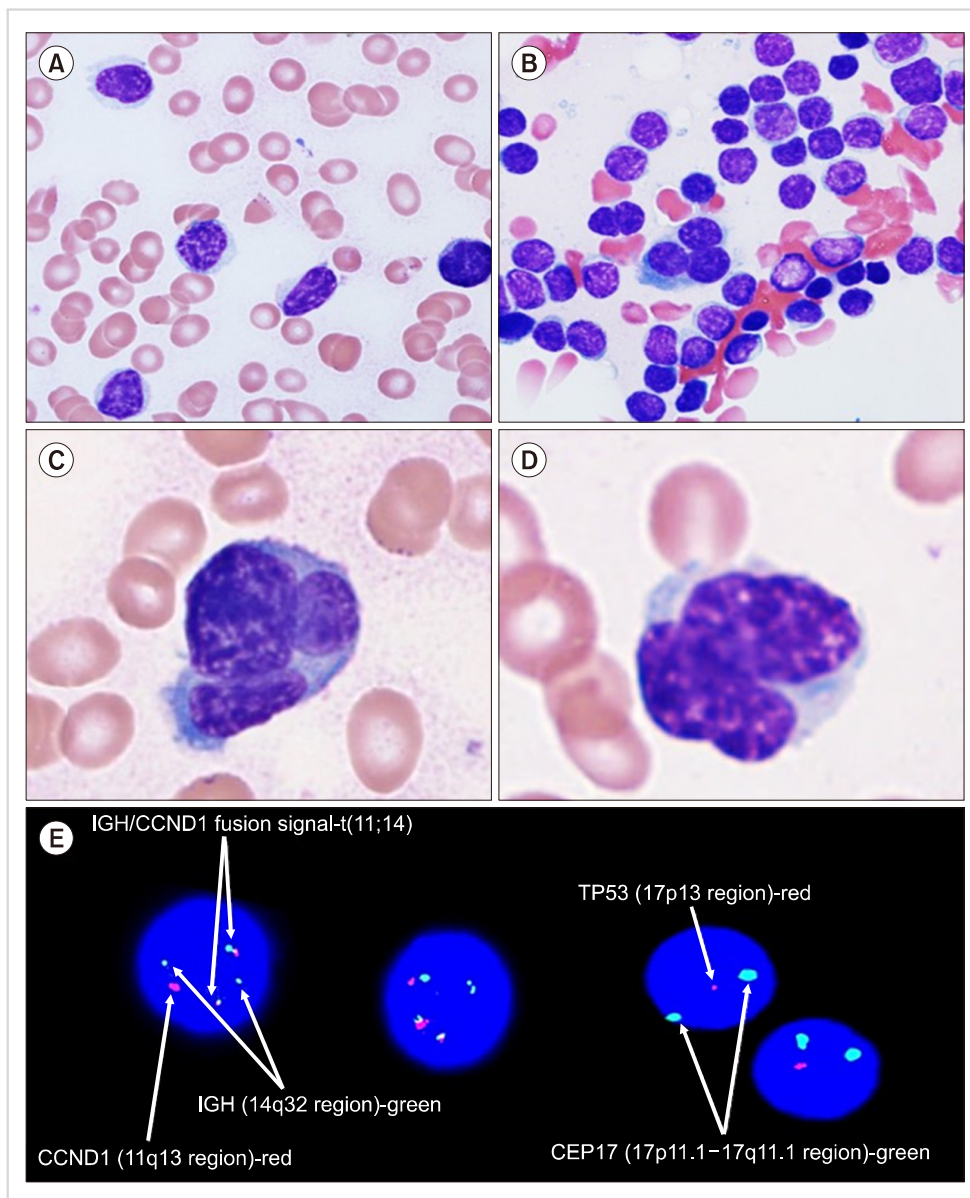 A
B
C
D
E
IGH/CCND1 fusion signal-t(11;14)
TP53 (17p13 region)-red
IGH (14q32 region)-green
CCND1 (11q13 region)-red
CEP17 (17p11.1−17q11.1 region)-green